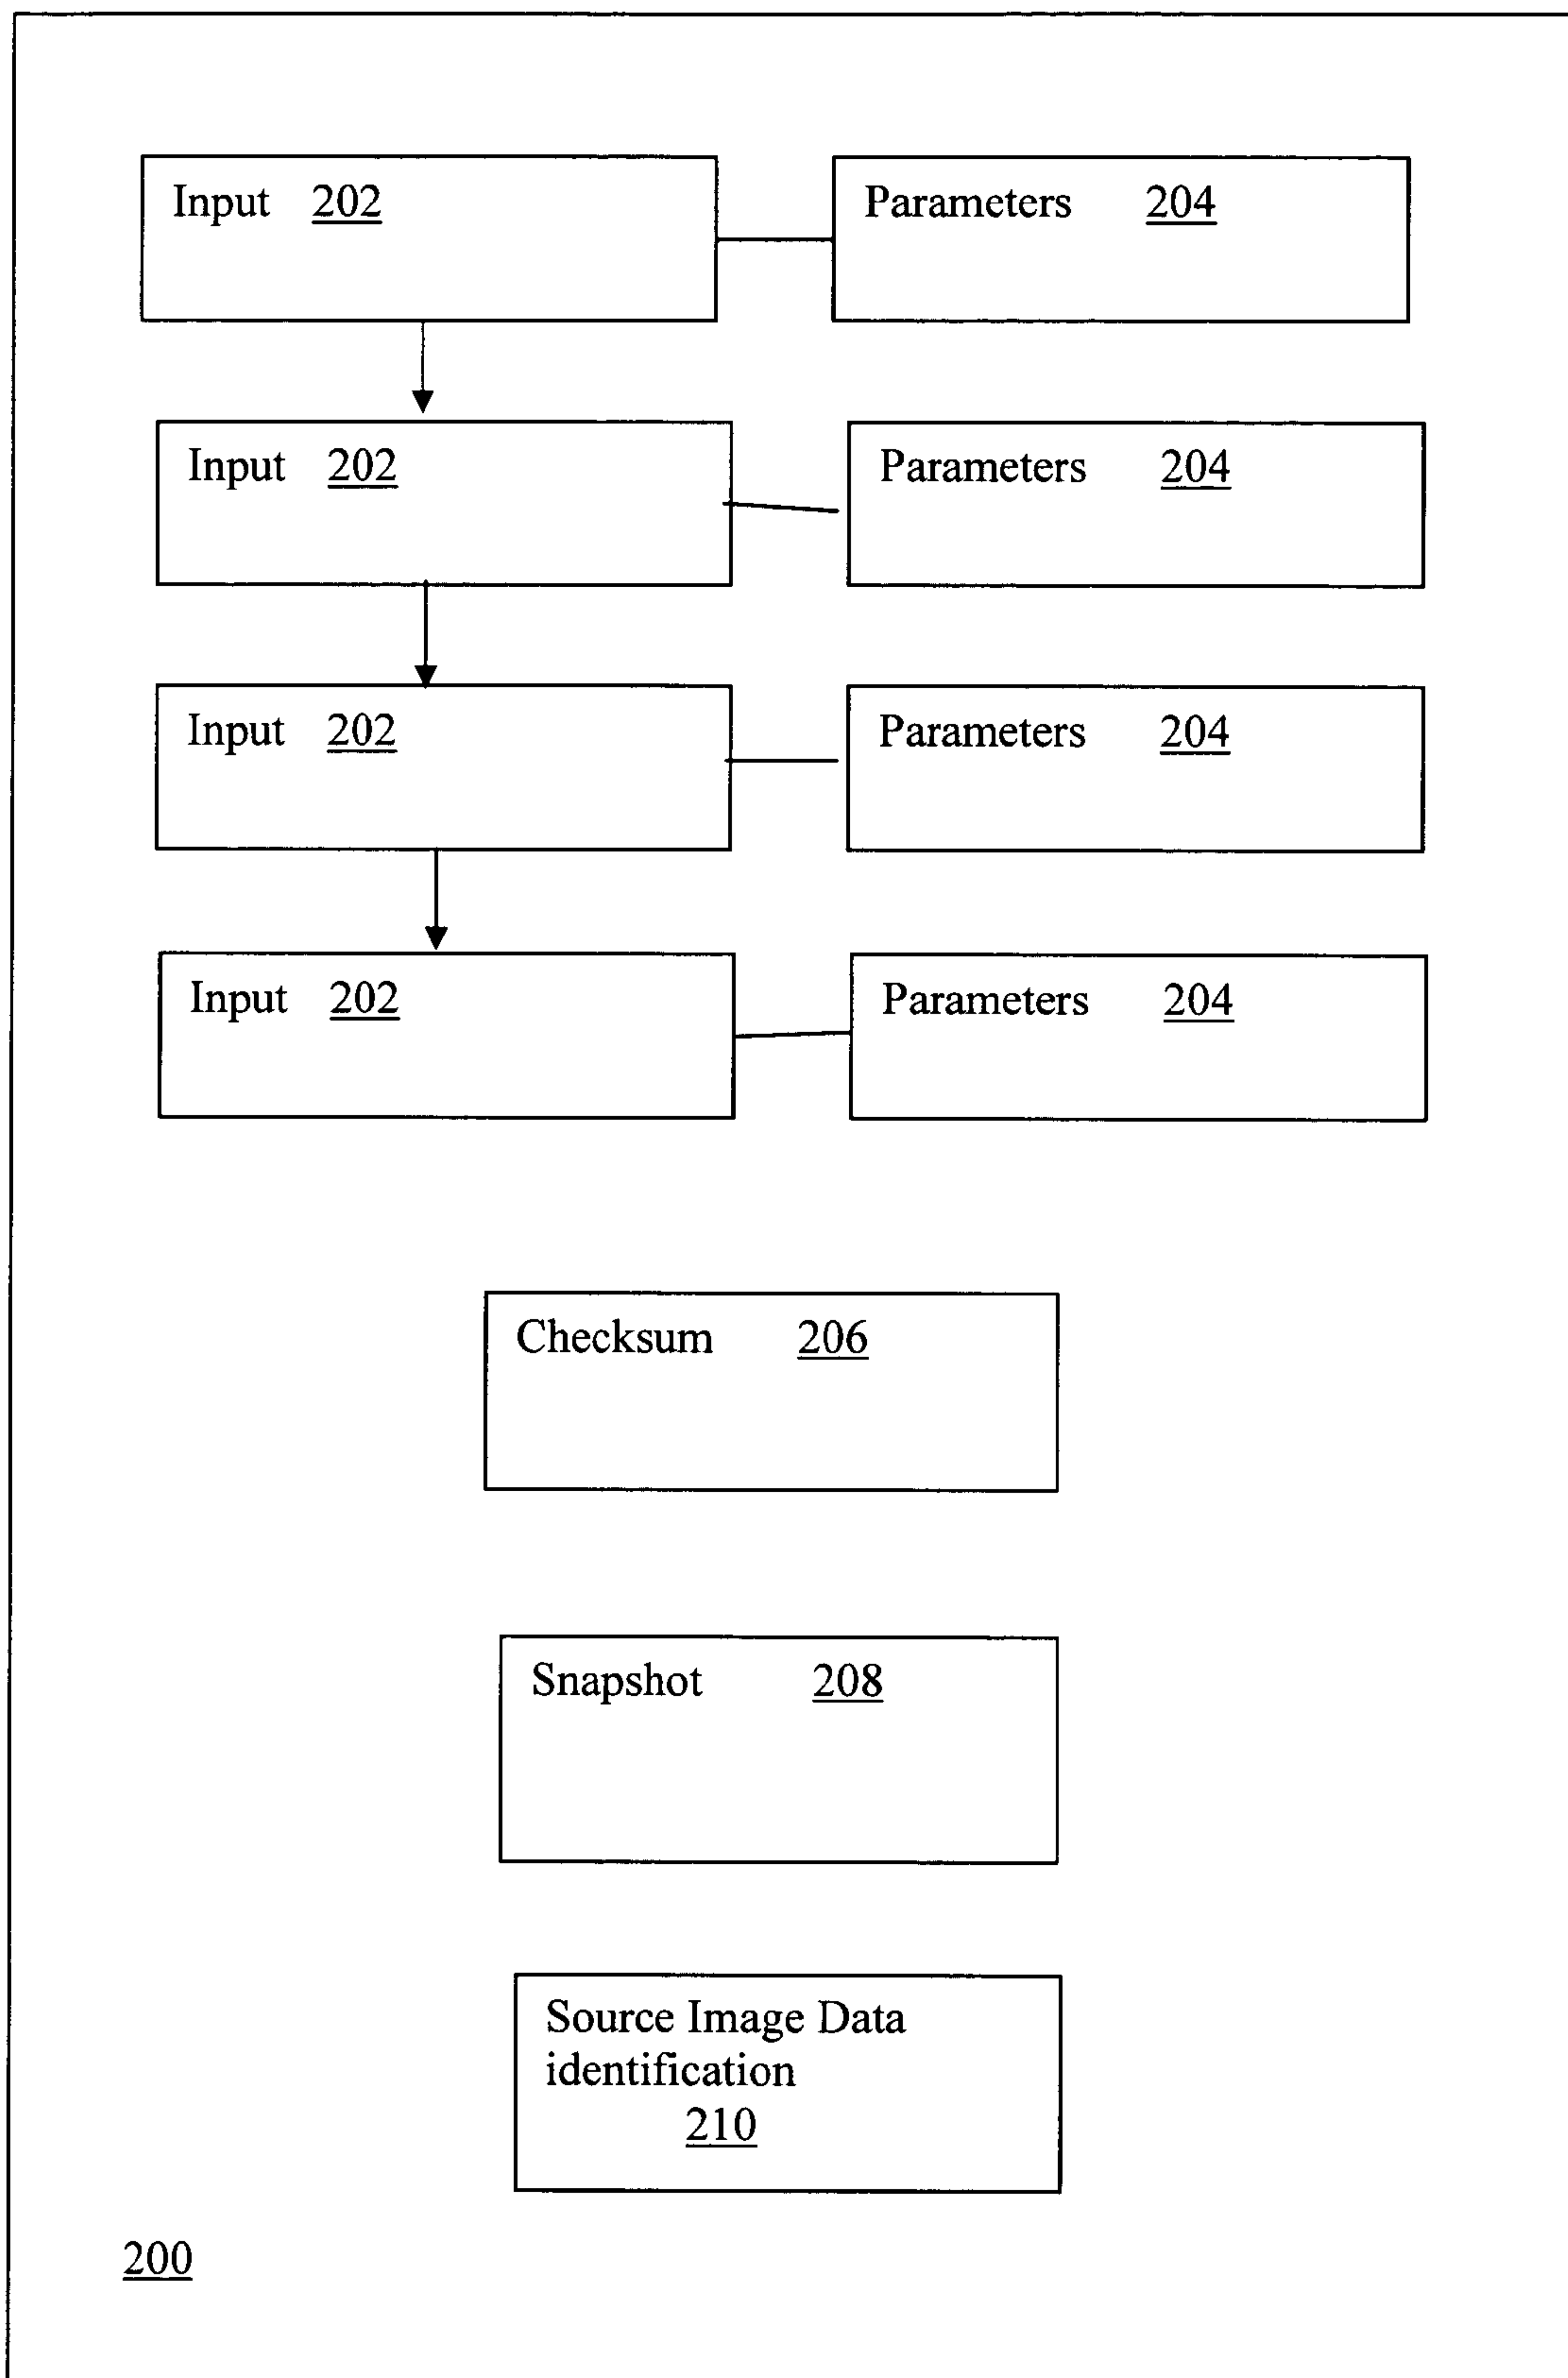 Input 202
Parameters 204
Input 202
Parameters 204
Input 202
Parameters 204
Input 202
Parameters 204
Checksum 206
Snapshot 208
Source Image Data
identification
210
200